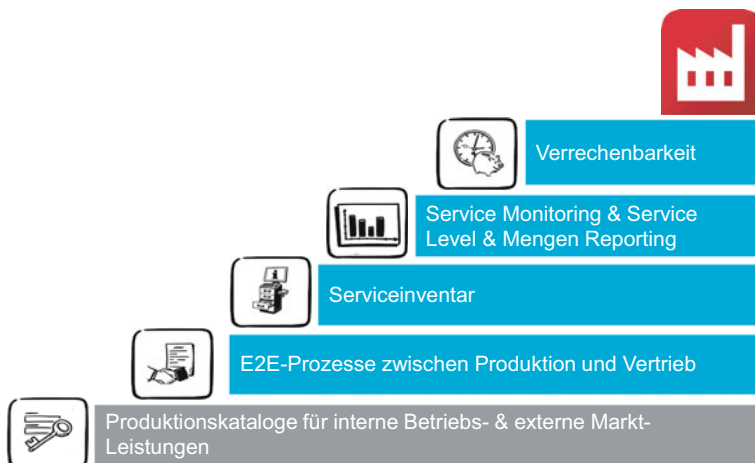 Verrechenbarkeit
Service Monitoring & Service
Level & Mengen Reporting
Serviceinventar
E2E-Prozesse zwischen Produktion und Vertrieb
Produktionskataloge für interne Betriebs- & externe Markt-
Leistungen